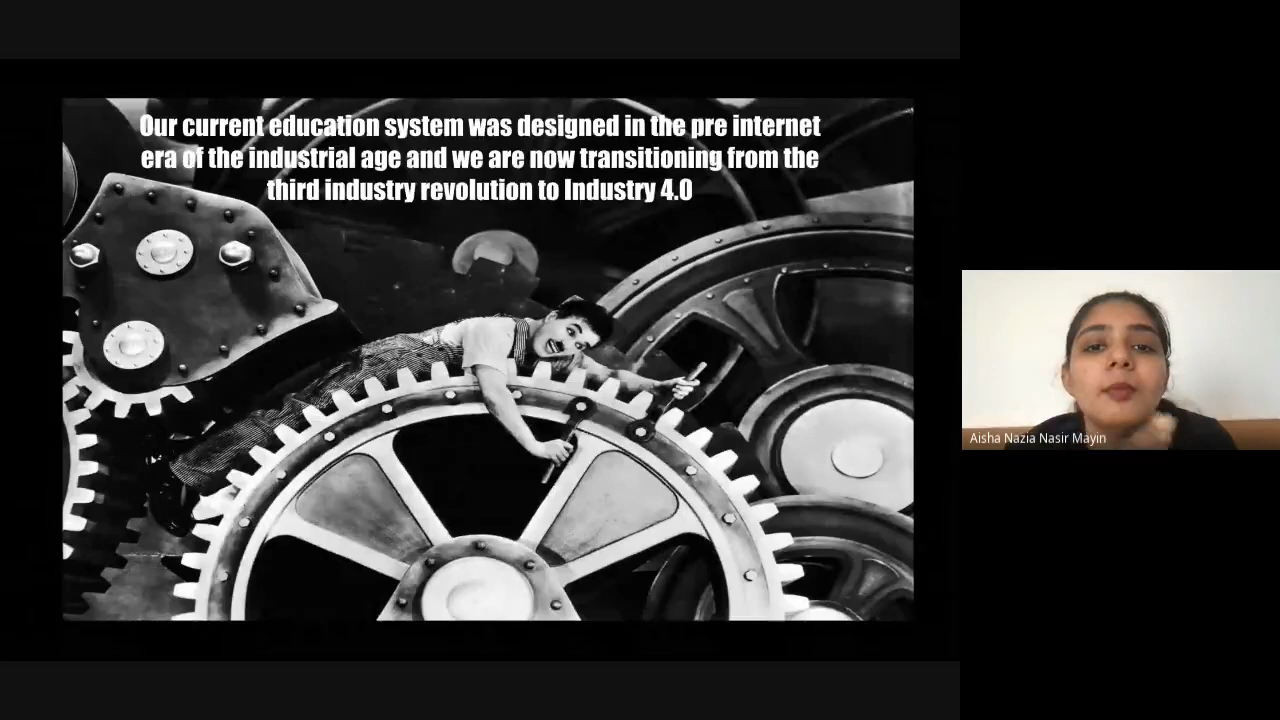 Our current education system was designed in the pre internet
era of the industrial age and we are now transitioning from the
third industry revolution to Industry 4.0
Aisha Nazia Nasir Mayin